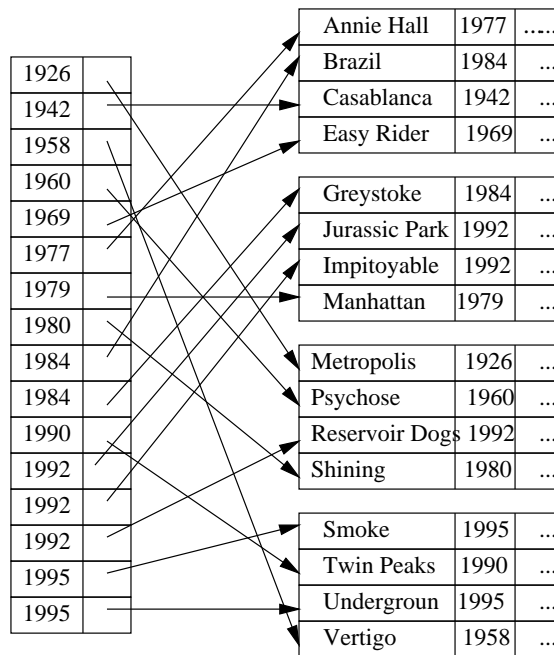 1926
1942
1958
1960
1969
1977
1979
1980
1984
1984
1990
1992
1992
1992
1995
1995
Annie Hall 1977 ......
Brazil 1984 ...
Casablanca 1942 ...
Easy Rider 1969 ...
Greystoke 1984 ...
Jurassic Park 1992 ...
Impitoyable 1992 ...
Manhattan 1979 ...
Metropolis 1926 ...
Psychose 1960 ...
Reservoir Dogs 1992 ...
Shining 1980 ...
Smoke 1995 ...
Twin Peaks 1990 ...
Undergroun 1995 ...
Vertigo 1958 ...